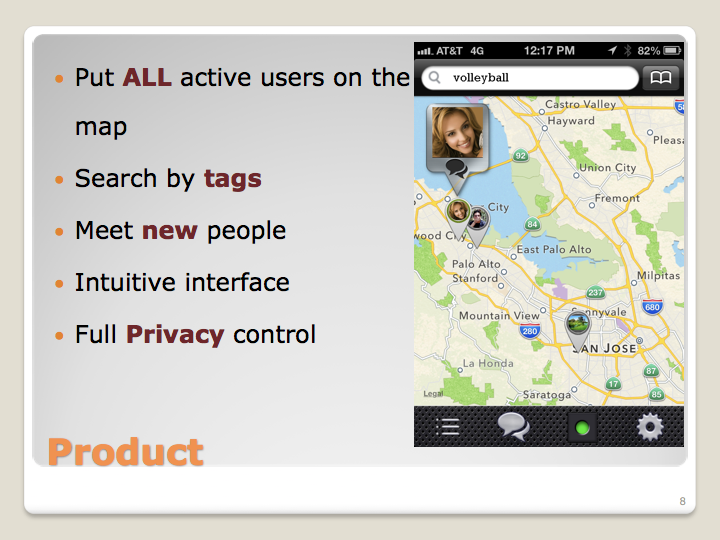 Put ALL active users on the
map
Search by tags
Meet new people
Intuitive interface
Full Privacy control
Product
AT&T 4G 12:17 PM 82%
volleyball
Castro Valley
Hayward
92
Union City
Fremont
City
84
wood City
East Palo Alto
Palo Alto
Stanford
Milpitas
237
680
Mountain View
nnyvale
280
SAN JOSE
La Honda
87
17
Legal
Saratoga
85
8